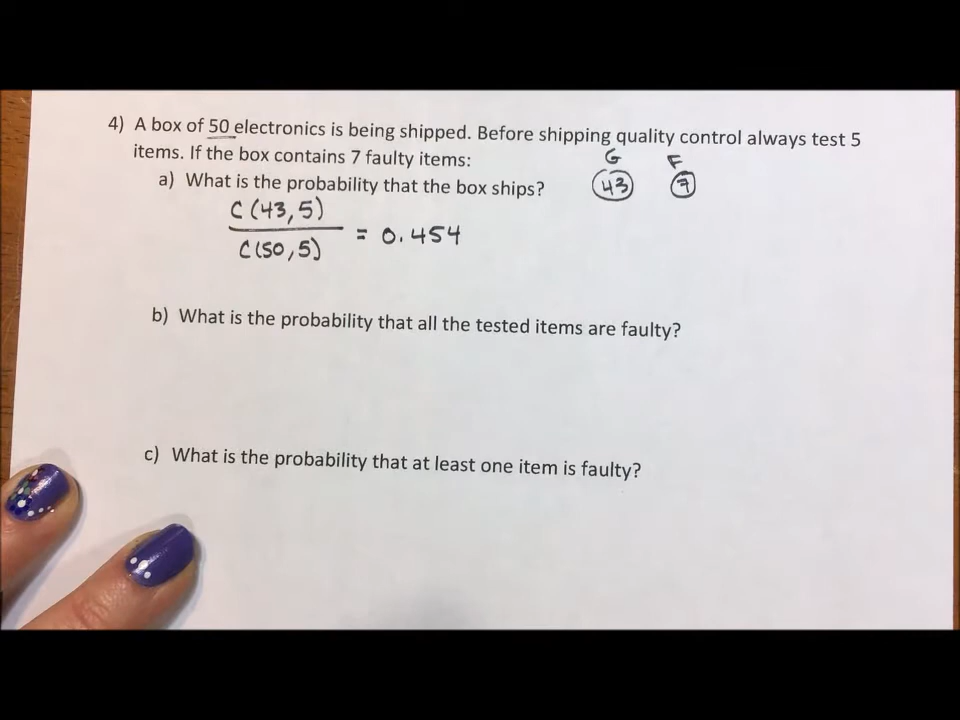 4) A box of 50 electronics is being shipped. Before shipping quality control always test 5
items. If the box contains 7 faulty items:
G F
a) What is the probability that the box ships?
43 7
C(43,5)
= 0.454
C(50,5)
b) What is the probability that all the tested items are faulty?
c) What is the probability that at least one item is faulty?